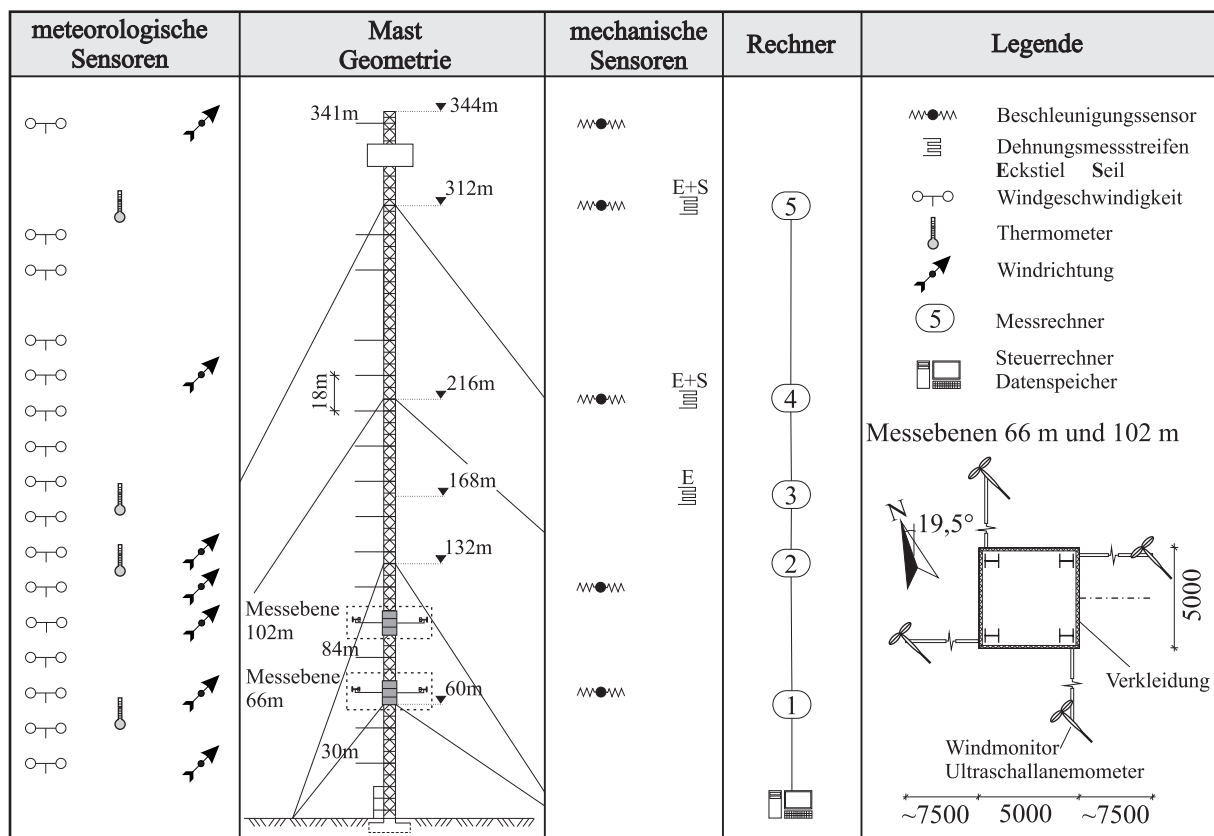 meteorologische
Sensoren
Mast
Geometrie
mechanische
Sensoren
Rechner
Legende
341m
344m
312m
E+S
5
18m
216m
E+S
4
168m
E
3
132m
2
Messebene
102m
84m
Messebene
66m
60m
1
30m
Beschleunigungssensor
Dehnungsmessstreifen
Eckstiel Seil
Windgeschwindigkeit
Thermometer
Windrichtung
5
Messrechner
Steuerrechner
Datenspeicher
Messebenen 66 m und 102 m
N
19,5°
5000
Verkleidung
Windmonitor
Ultraschallanemometer
~7500 5000 ~7500